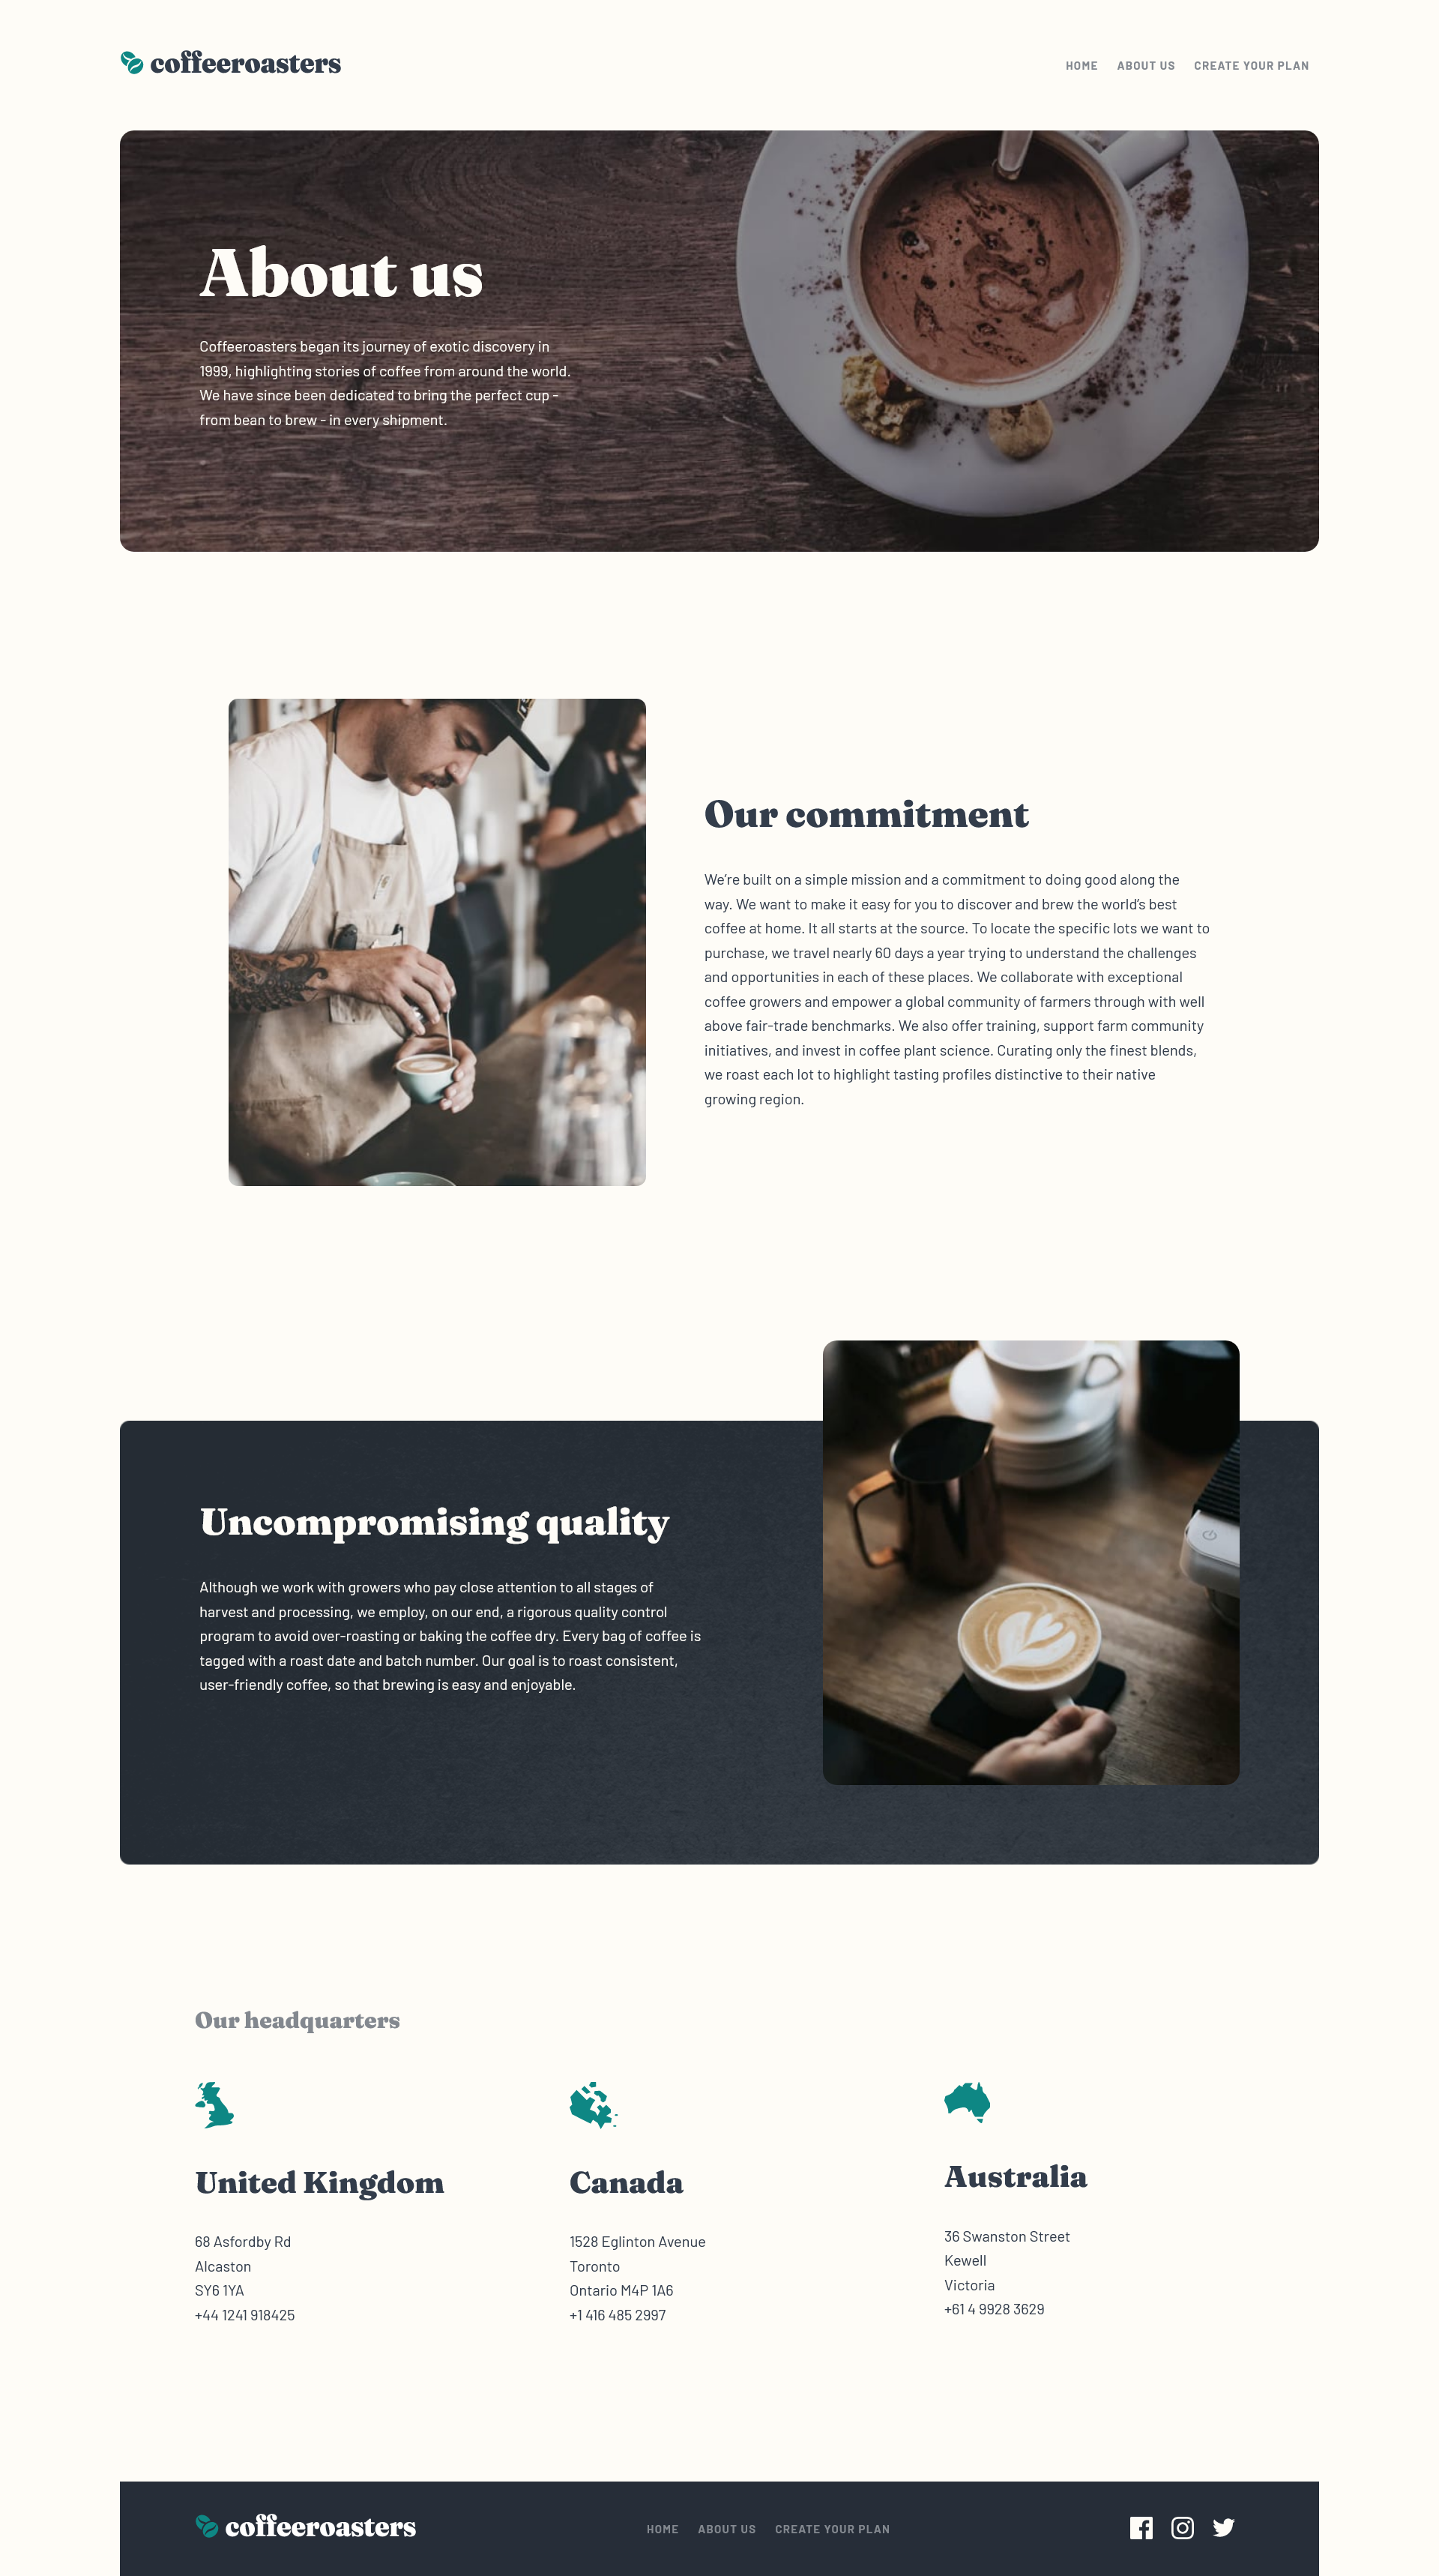 coffeeroasters
HOME ABOUT US CREATE YOUR PLAN
About us
Coffeeroasters began its journey of exotic discovery in
1999, highlighting stories of coffee from around the world.
We have since been dedicated to bring the perfect cup -
from bean to brew - in every shipment.
Our commitment
We’re built on a simple mission and a commitment to doing good along the
way. We want to make it easy for you to discover and brew the world’s best
coffee at home. It all starts at the source. To locate the specific lots we want to
purchase, we travel nearly 60 days a year trying to understand the challenges
and opportunities in each of these places. We collaborate with exceptional
coffee growers and empower a global community of farmers through with well
above fair-trade benchmarks. We also offer training, support farm community
initiatives, and invest in coffee plant science. Curating only the finest blends,
we roast each lot to highlight tasting profiles distinctive to their native
growing region.
Uncompromising quality
Although we work with growers who pay close attention to all stages of
harvest and processing, we employ, on our end, a rigorous quality control
program to avoid over-roasting or baking the coffee dry. Every bag of coffee is
tagged with a roast date and batch number. Our goal is to roast consistent,
user-friendly coffee, so that brewing is easy and enjoyable.
Our headquarters
United Kingdom
68 Asfordby Rd
Alcaston
SY6 1YA
+44 1241 918425
Canada
1528 Eglinton Avenue
Toronto
Ontario M4P 1A6
+1 416 485 2997
Australia
36 Swanston Street
Kewell
Victoria
+61 4 9928 3629
coffeeroasters
HOME ABOUT US CREATE YOUR PLAN